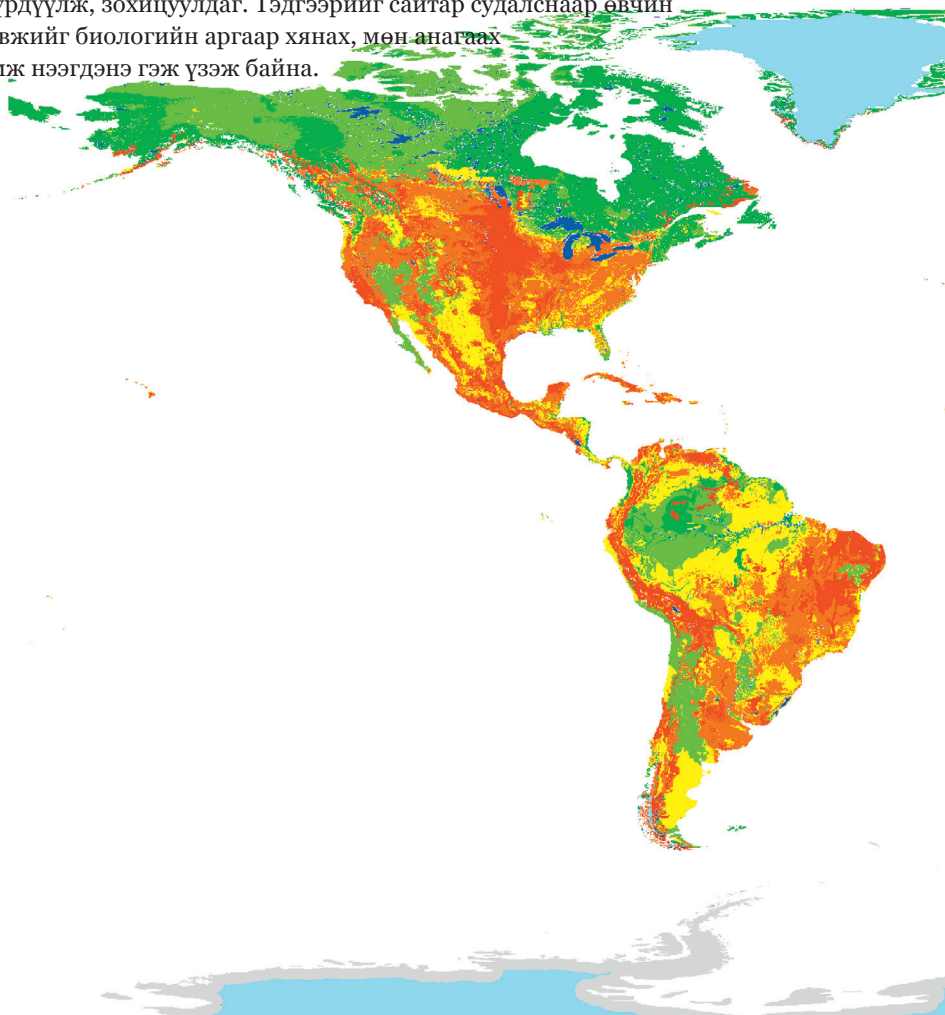 зохицуулдаг. Тэдгээрийг сайтар судалснаар өвчин
биологийн аргаар хянах, мөн анагаах
нээгдэнэ гэж үзэж байна.